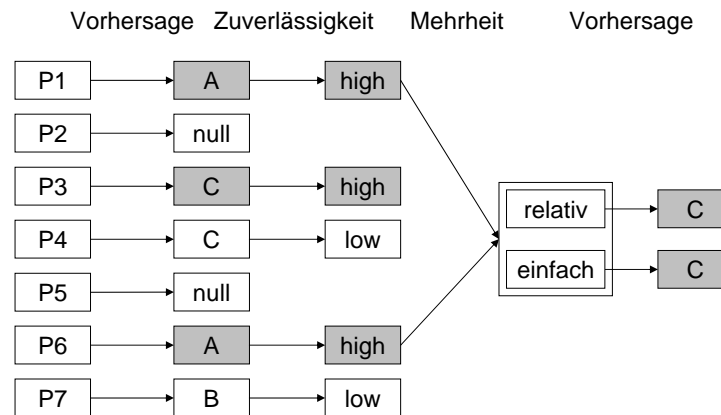 Vorhersage Zuverlässigkeit Mehrheit Vorhersage
P1 A high
P2 null
P3 C high
relativ C
P4 C low
einfach C
P5 null
P6 A high
P7 B low